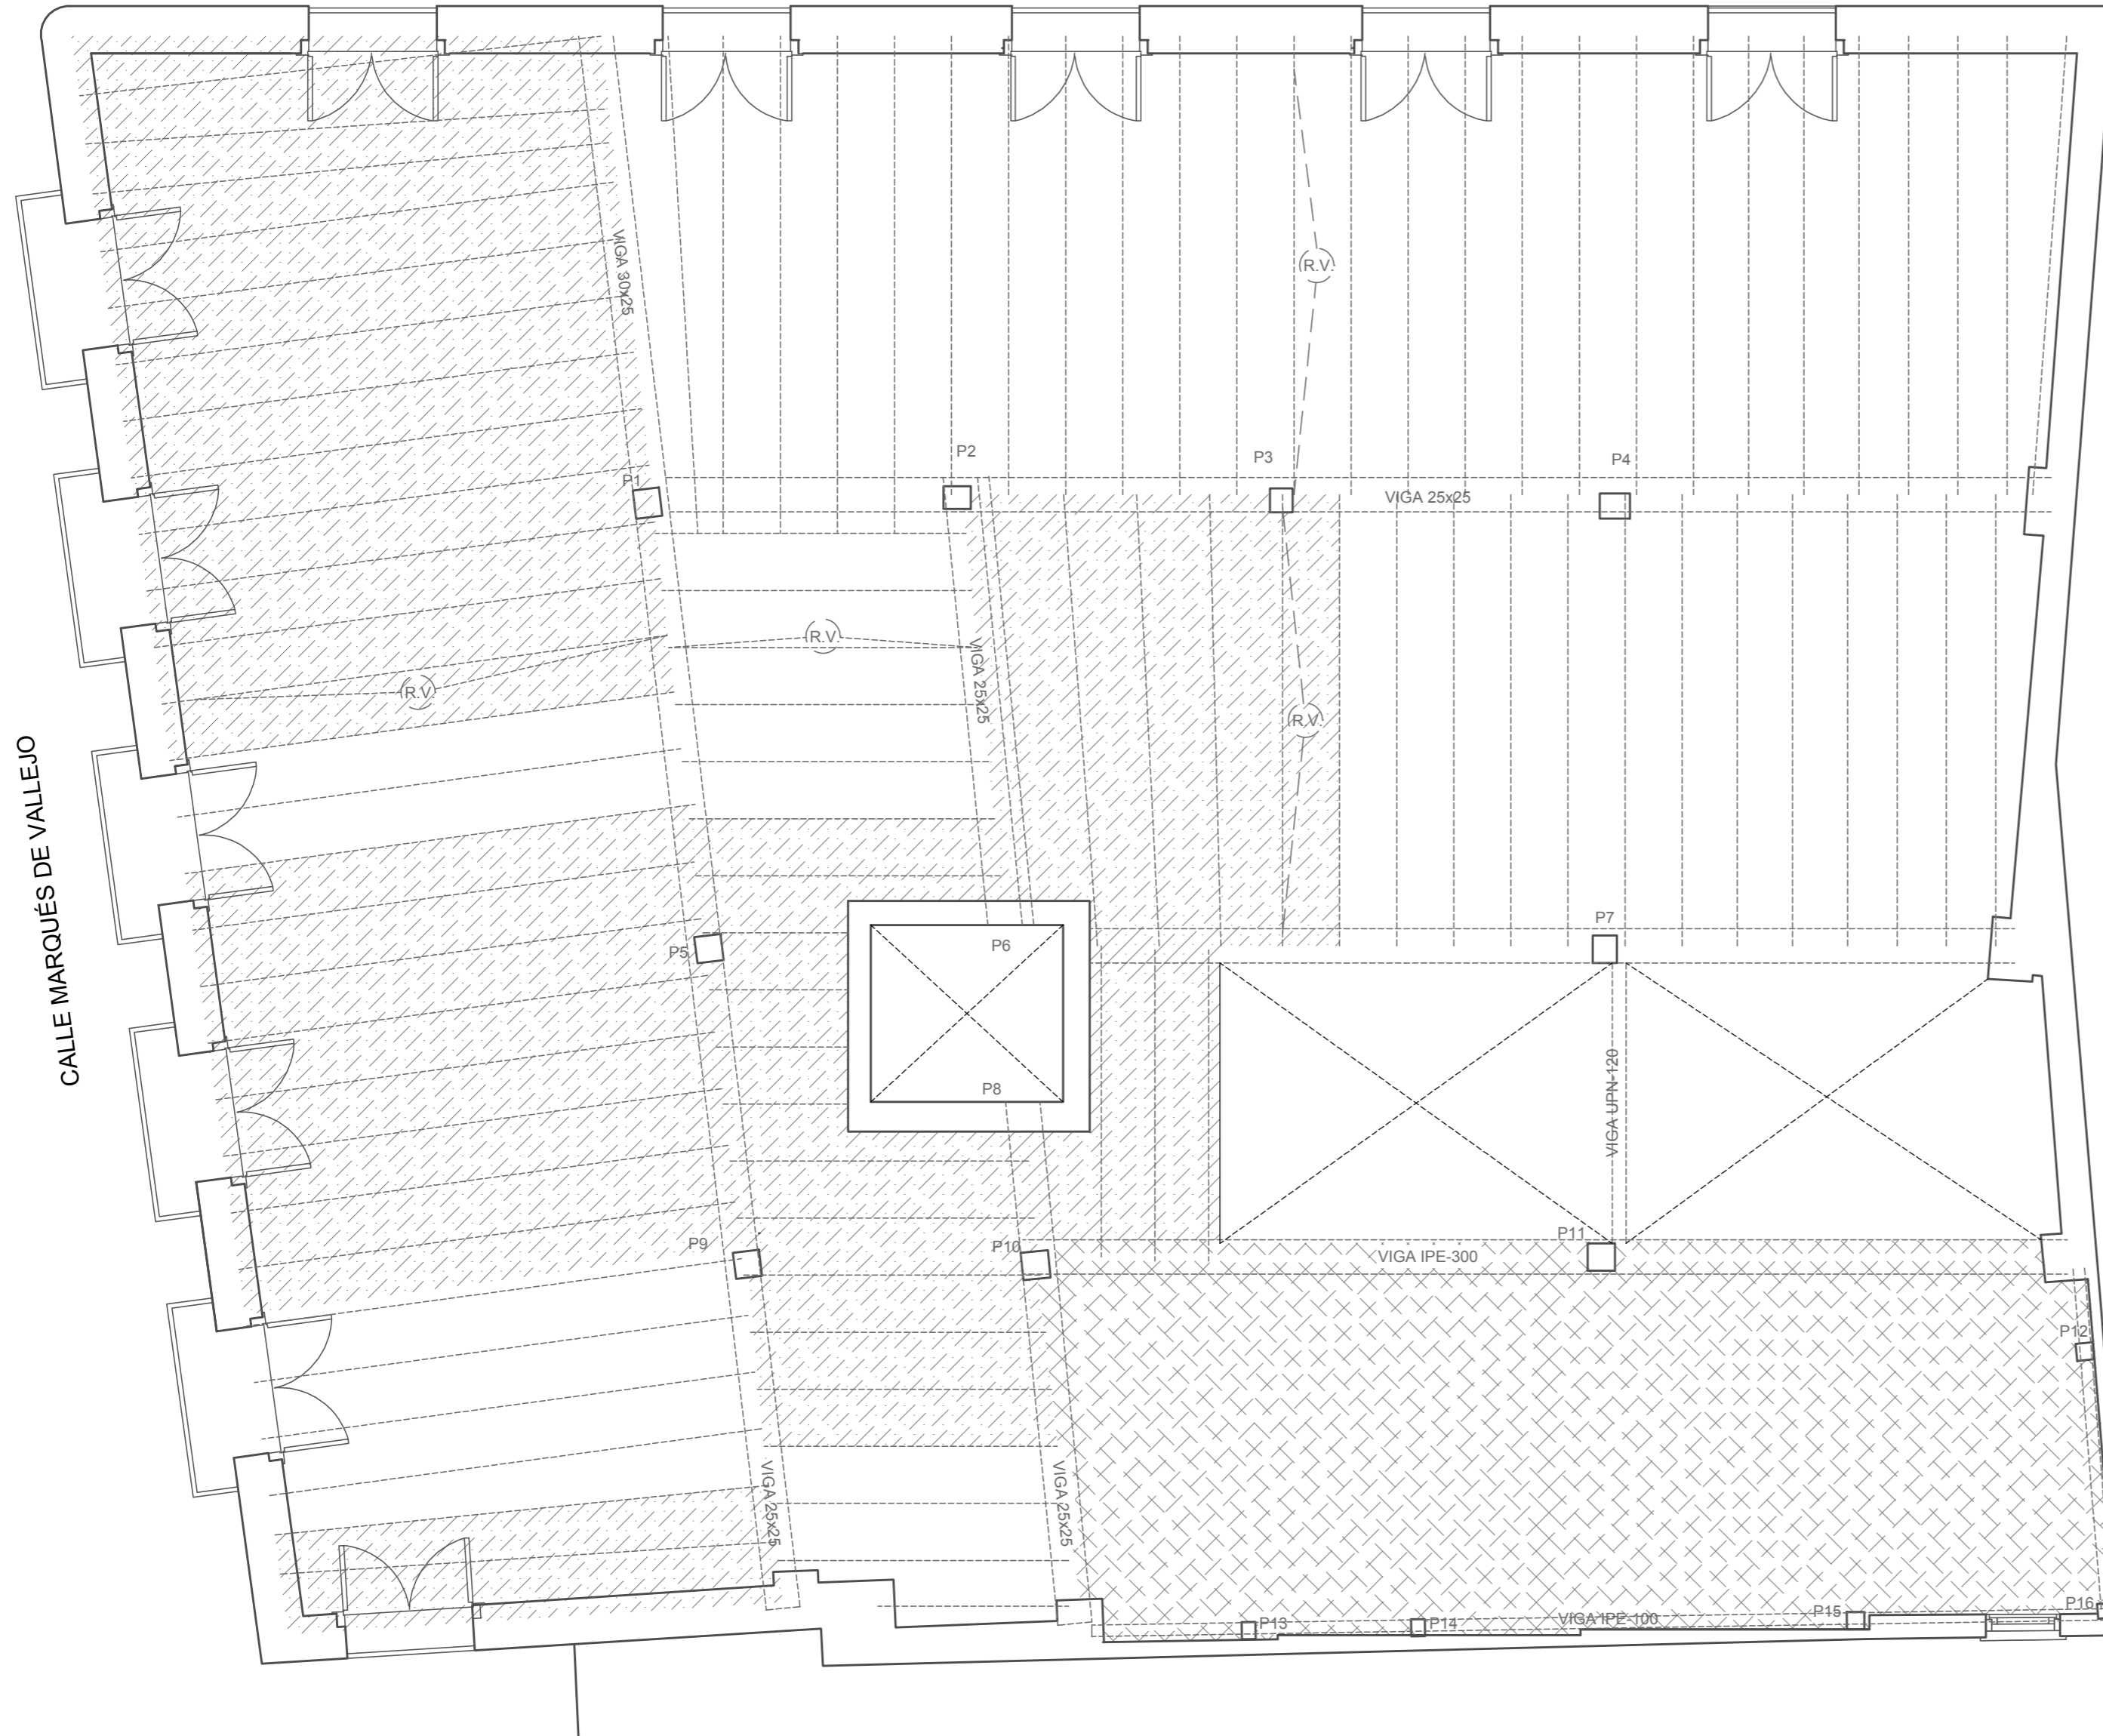 VIGA 30x25
R.V.
P2
P3
P4
P1
VIGA 25x25
R.V.
VIGA 25x25
R.V.
R.V.
CALLE MARQUÉS DE VALLEJO
P7
P6
P5
VIGA UPN-120
P8
P11
P9
P10
VIGA IPE-300
P12
VIGA 25x25
VIGA 25x25
P16
P15
VIGA IPE-100
P13
P14